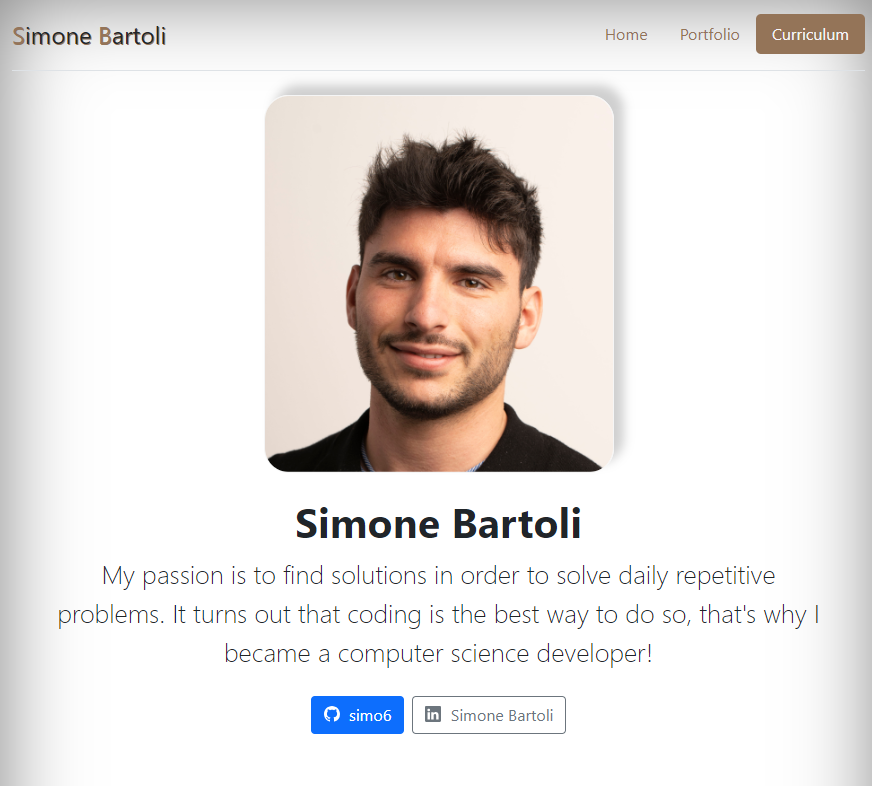 Simone Bartoli
Home
Portfolio
Curriculum
Simone Bartoli
My passion is to find solutions in order to solve daily repetitive
problems. It turns out that coding is the best way to do so, that's why I
became a computer science developer!
simo6
Simone Bartoli